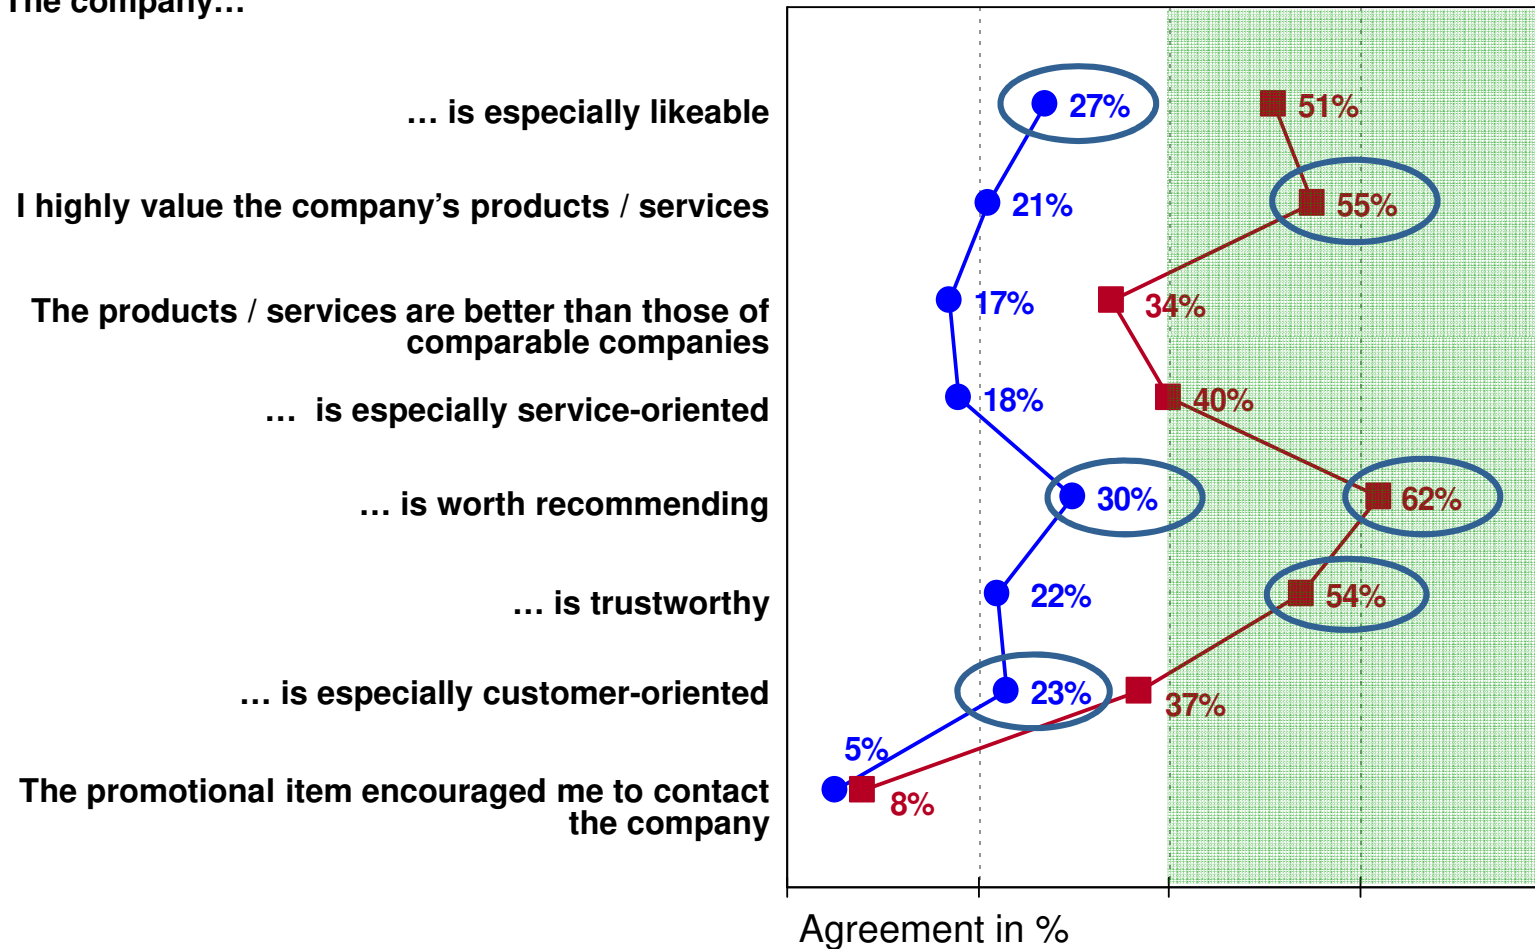 The company…
… is especially likeable
27%
51%
I highly value the company’s products / services
21%
55%
The products / services are better than those of
comparable companies
17%
34%
… is especially service-oriented
18%
40%
… is worth recommending
30%
62%
… is trustworthy
22%
54%
… is especially customer-oriented
23%
37%
The promotional item encouraged me to contact
the company
5%
8%
Agreement in %